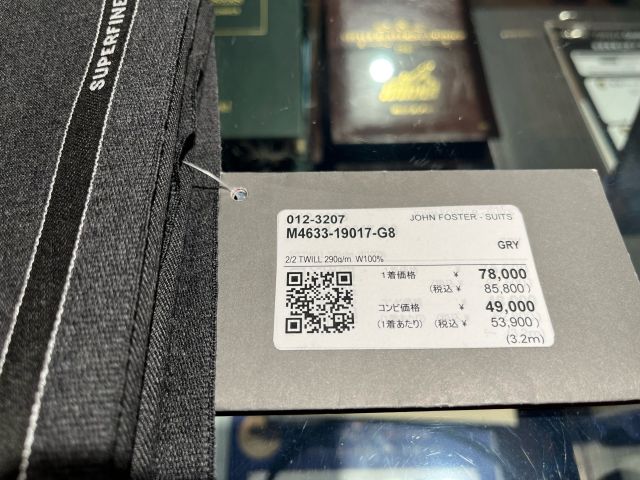 SUPERFINE
012-3207 JOHN FOSTER - SUITS
M4633-19017-G8
GRY
2/2 TWILL 290g/m W100%
1着価格 ¥ 78,000
(税込 ¥ 85,800)
コンビ価格 ¥ 49,000
(1着あたり) (税込 ¥ 53,900)
(3.2m)